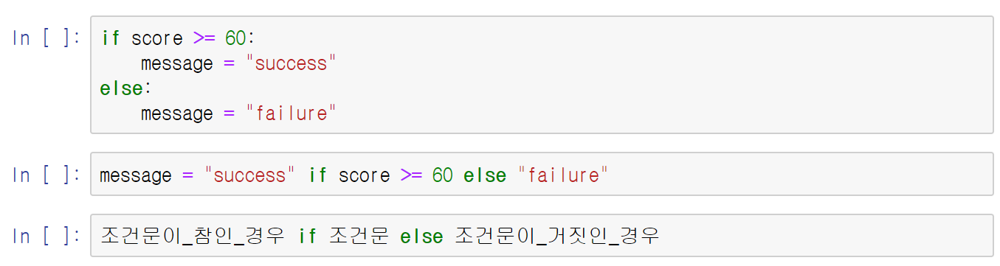 In [ ]: if score >= 60:
    message = "success"
else:
    message = "failure"
In [ ]: message = "success" if score >= 60 else "failure"
In [ ]: 조건문이_참인_경우 if 조건문 else 조건문이_거짓인_경우